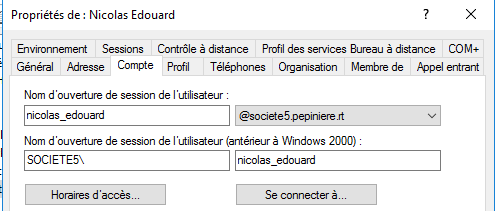 Propriétés de : Nicolas Edouard
Environnement Sessions Contrôle à distance Profil des services Bureau à distance COM+
Général Adresse Compte Profil Téléphones Organisation Membre de Appel entrant
Nom d'ouverture de session de l'utilisateur :
nicolas_edouard @societe5.pepiniere.rt
Nom d'ouverture de session de l'utilisateur (antérieur à Windows 2000) :
SOCIETE5\ nicolas_edouard
Horaires d'accès... Se connecter à...